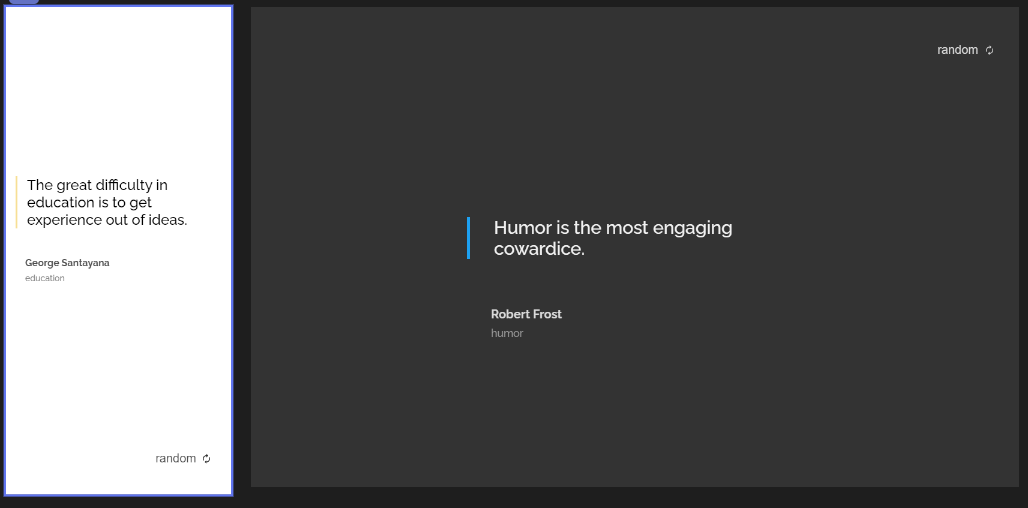 The great difficulty in
education is to get
experience out of ideas.
George Santayana
education
random
random
Humor is the most engaging
cowardice.
Robert Frost
humor